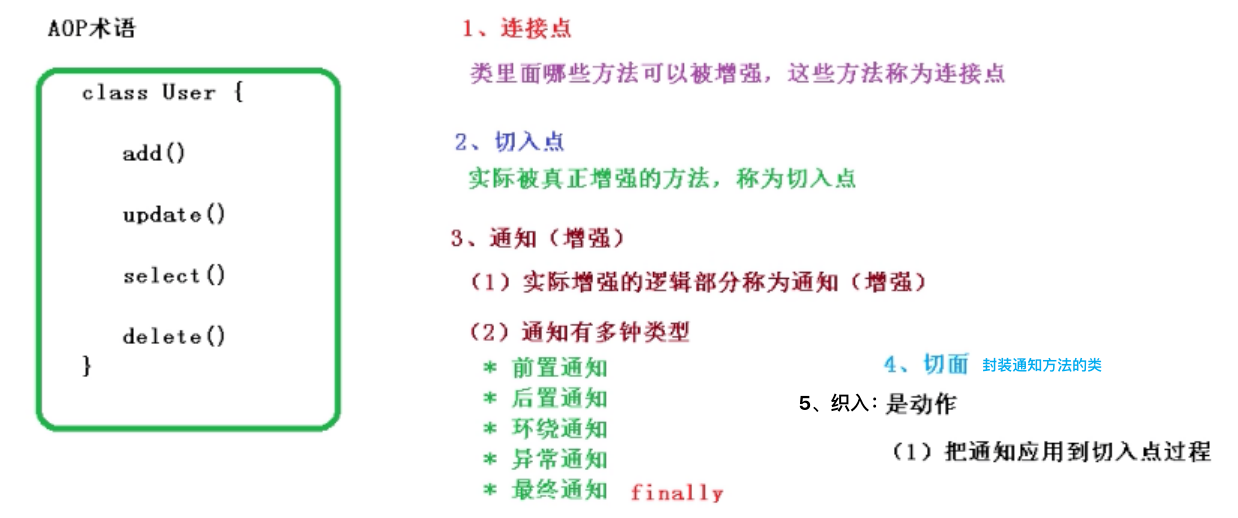 AOP术语
class User {
add()
update()
select()
delete()
}
1、连接点
类里面哪些方法可以被增强，这些方法称为连接点
2、切入点
实际被真正增强的方法，称为切入点
3、通知（增强）
（1）实际增强的逻辑部分称为通知（增强）
（2）通知有多钟类型
* 前置通知
* 后置通知
* 环绕通知
* 异常通知
* 最终通知 finally
4、切面 封装通知方法的类
5、织入：是动作
（1）把通知应用到切入点过程